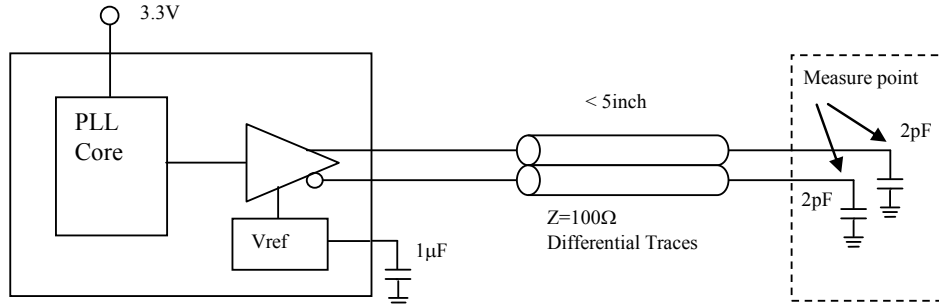 3.3V
PLL
Core
Vref
1μF
< 5inch
Z=100Ω
Differential Traces
Measure point
2pF
2pF